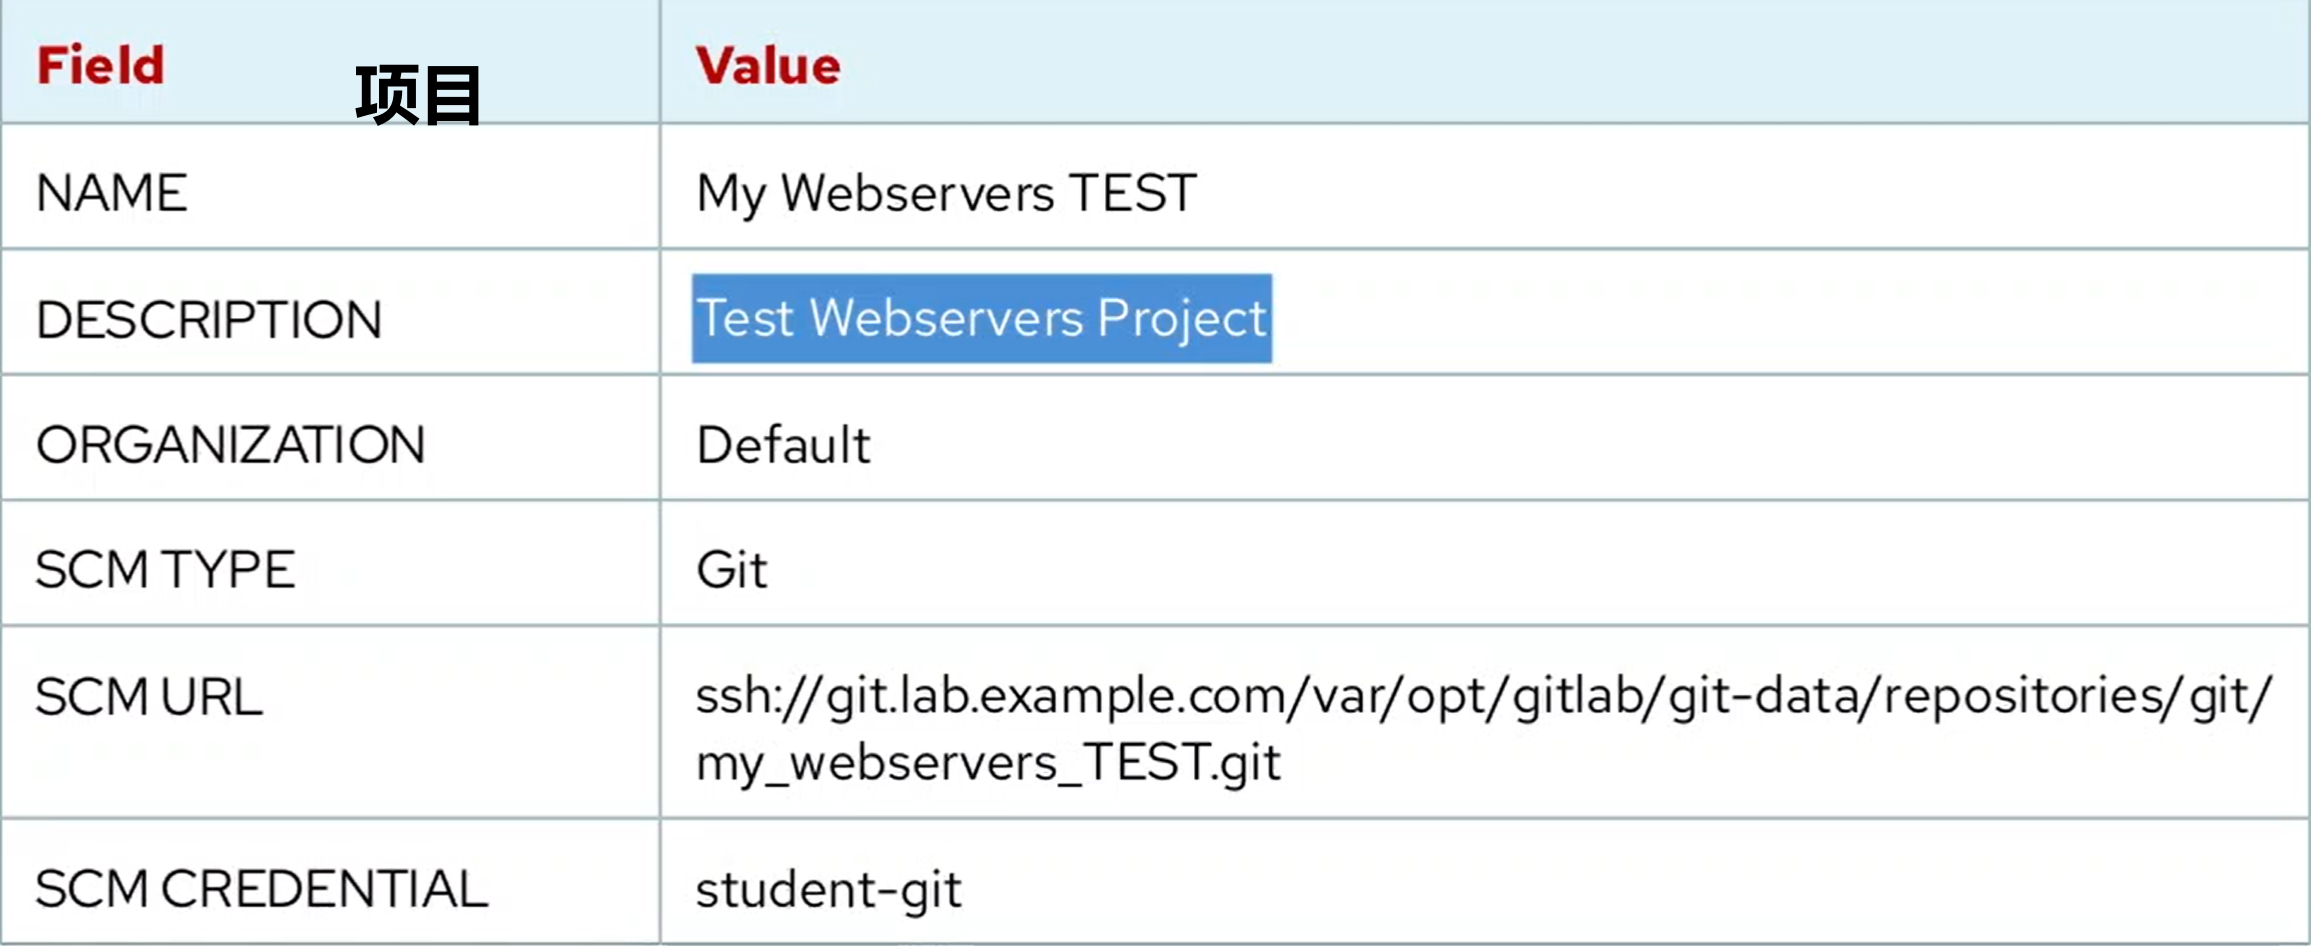 Field
项目
Value
NAME
My Webservers TEST
DESCRIPTION
Test Webservers Project
ORGANIZATION
Default
SCM TYPE
Git
SCM URL
ssh://git.lab.example.com/var/opt/gitlab/git-data/repositories/git/
my_webservers_TEST.git
SCM CREDENTIAL
student-git